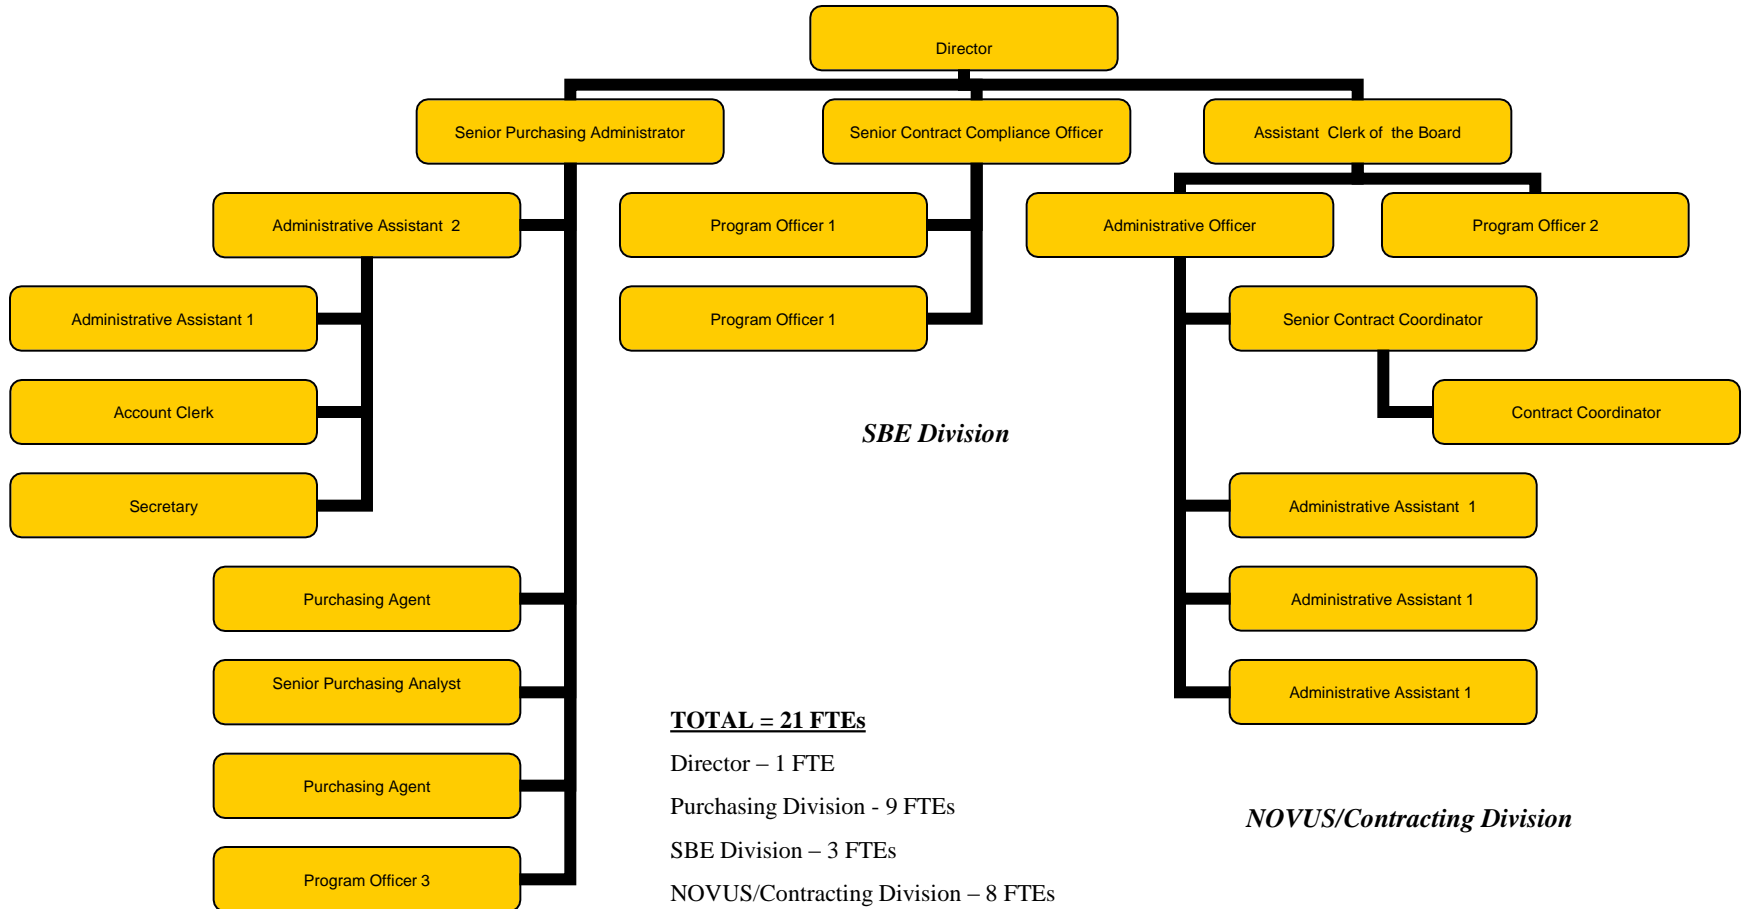 Director
Senior Purchasing Administrator
Senior Contract Compliance Officer
Assistant Clerk of the Board
Administrative Assistant 2
Program Officer 1
Administrative Officer
Program Officer 2
Administrative Assistant 1
Program Officer 1
Senior Contract Coordinator
Account Clerk
Contract Coordinator
SBE Division
Secretary
Administrative Assistant 1
Purchasing Agent
Administrative Assistant 1
Senior Purchasing Analyst
Administrative Assistant 1
Purchasing Agent
Program Officer 3
TOTAL = 21 FTEs
Director – 1 FTE
Purchasing Division - 9 FTEs
SBE Division – 3 FTEs
NOVUS/Contracting Division – 8 FTEs
NOVUS/Contracting Division